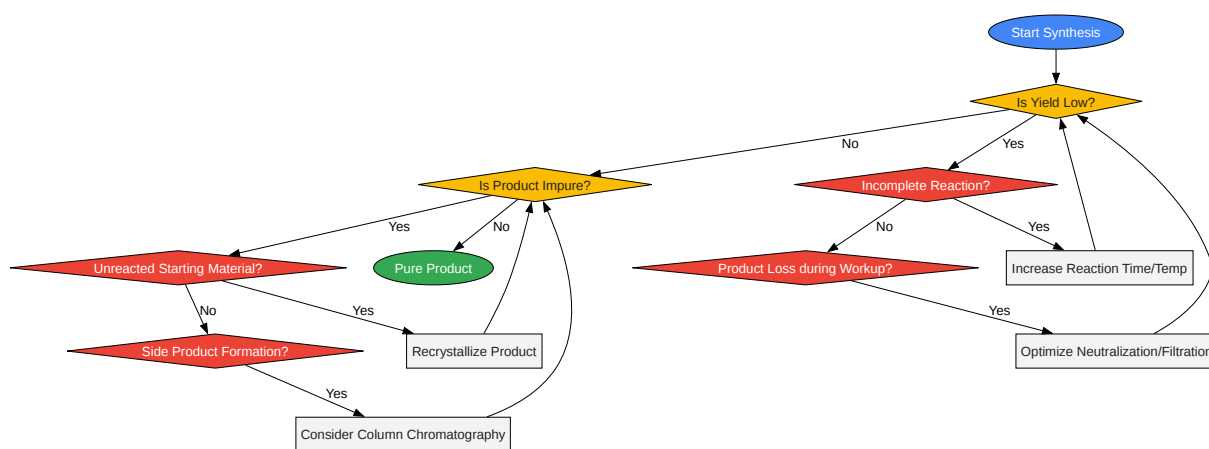 Start Synthesis
Is Yield Low?
No
Yes
Is Product Impure?
Incomplete Reaction?
Yes
No
No
Yes
Unreacted Starting Material?
Pure Product
Product Loss during Workup?
Increase Reaction Time/Temp
No
Yes
Yes
Side Product Formation?
Recrystallize Product
Optimize Neutralization/Filtration
Yes
Consider Column Chromatography